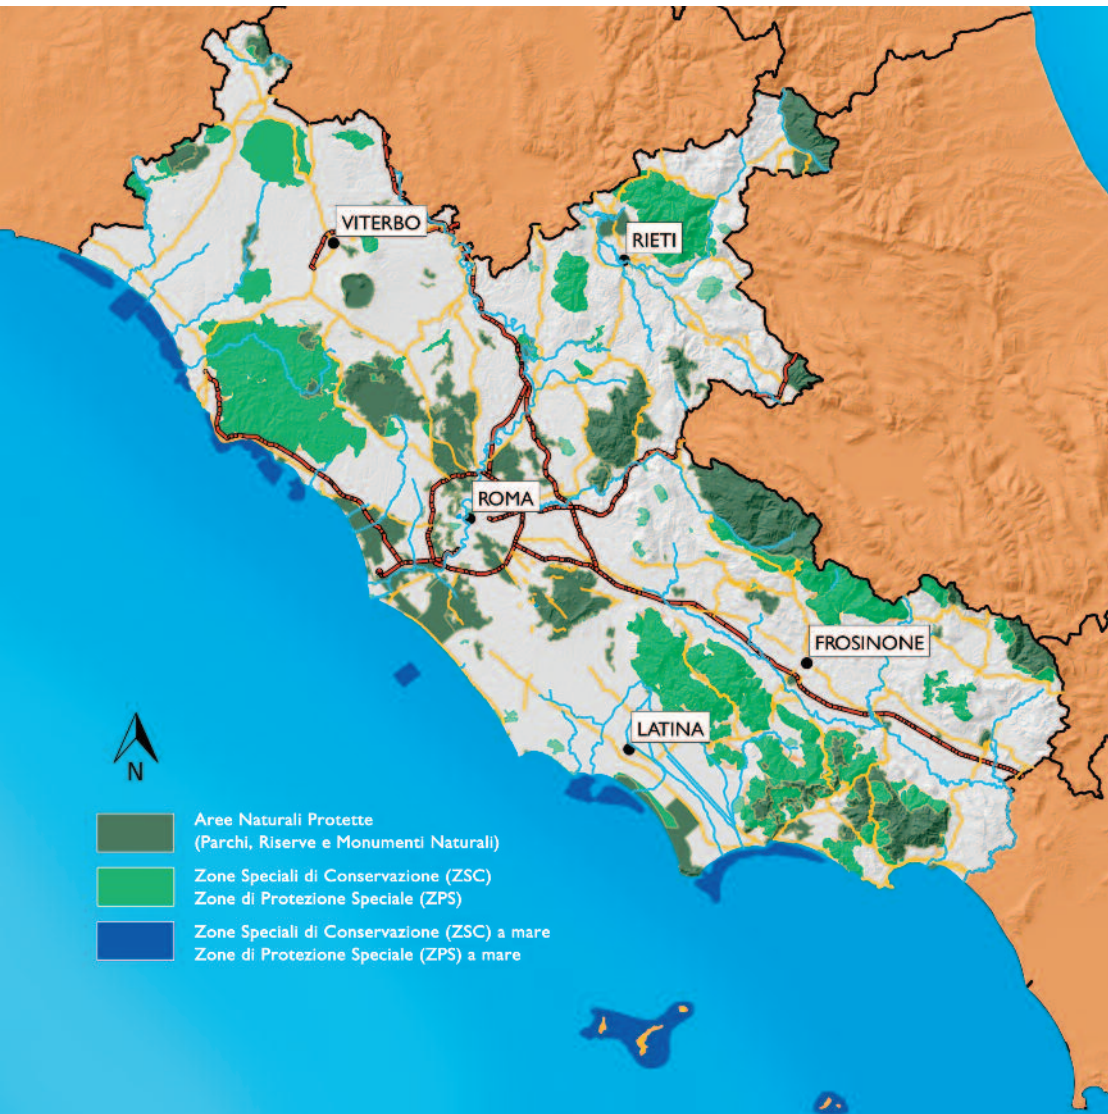 VITERBO
RIETI
ROMA
FROSINONE
LATINA
N
Aree Naturali Protette
(Parchi, Riserve e Monumenti Naturali)
Zone Speciali di Conservazione (ZSC)
Zone di Protezione Speciale (ZPS)
Zone Speciali di Conservazione (ZSC) a mare
Zone di Protezione Speciale (ZPS) a mare